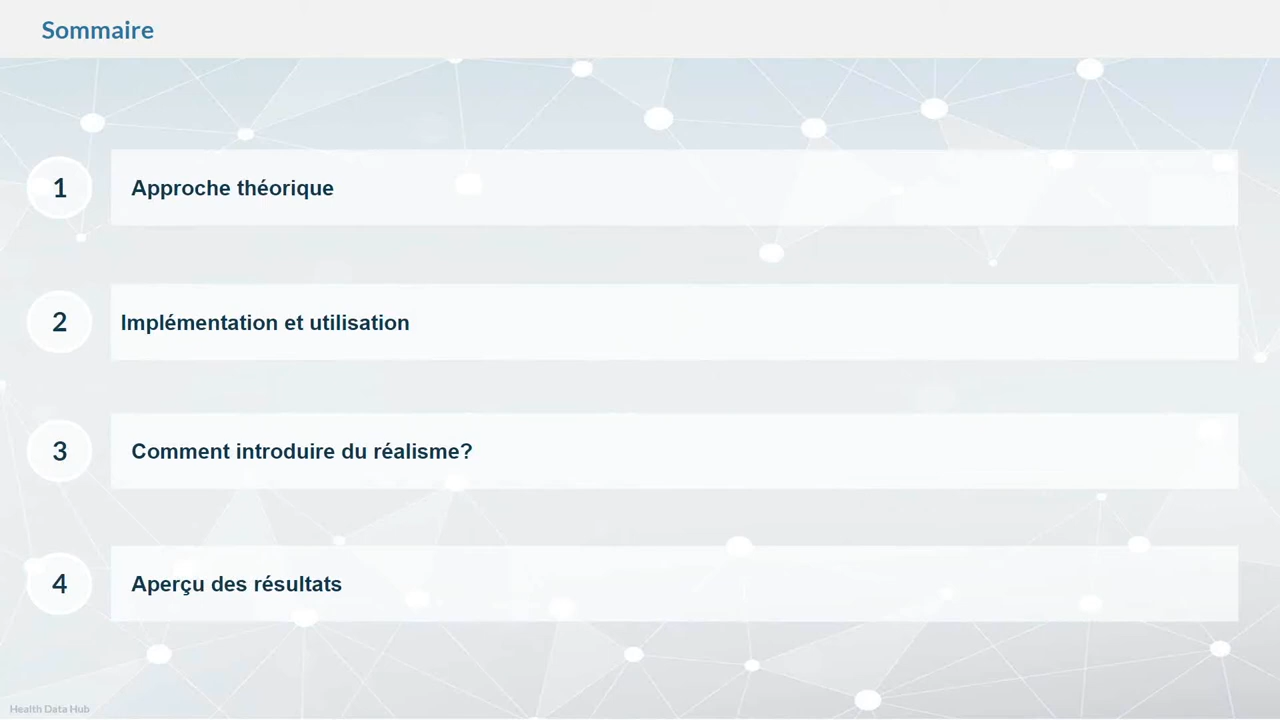 Sommaire
1 Approche théorique
2 Implémentation et utilisation
3 Comment introduire du réalisme?
4 Aperçu des résultats
Health Data Hub